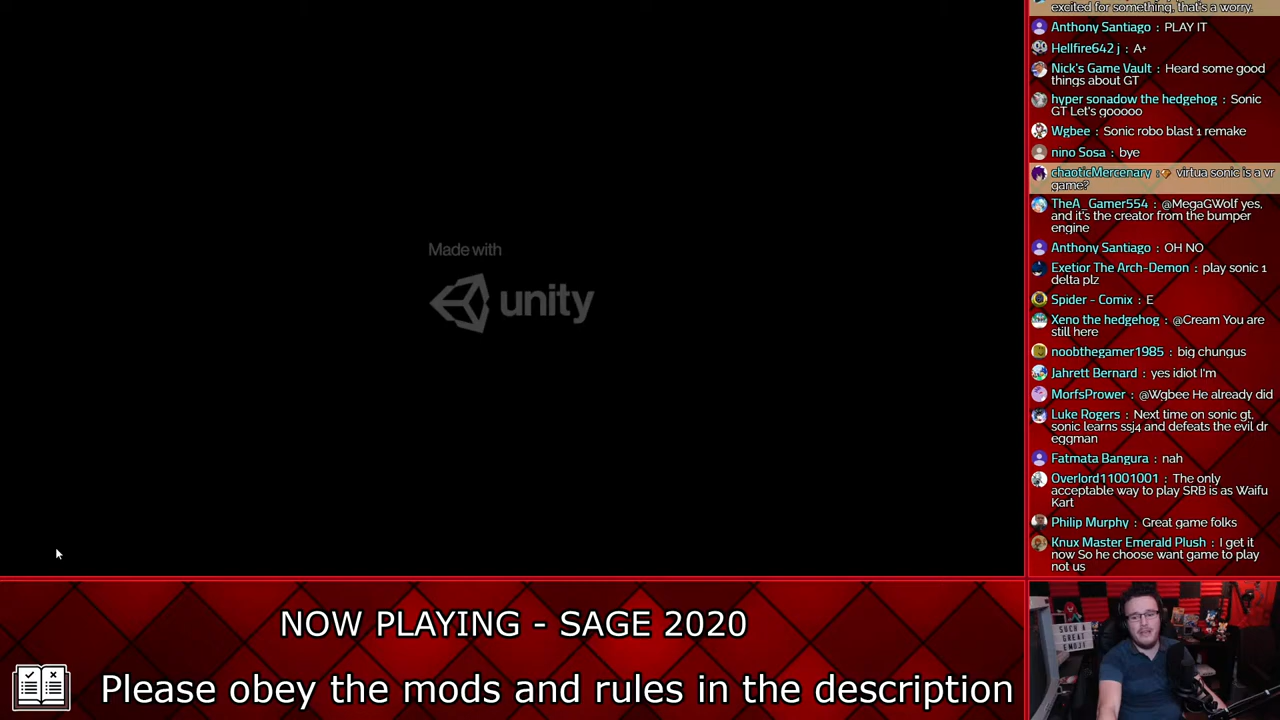 Made with
unity
excited for something, that's a worry.
Anthony Santiago : PLAY IT
Hellfire642 j : A+
Nick's Game Vault : Heard some good
things about GT
hyper sonadow the hedgehog : Sonic
GT Let's gooooo
Wgbee : Sonic robo blast 1 remake
nino Sosa : bye
chaoticMercenary : virtua sonic is a vr
game?
TheA_Gamer554 : @MegaGWolf yes,
and it's the creator from the bumper
engine
Anthony Santiago : OH NO
Exetior The Arch-Demon : play sonic 1
delta plz
Spider - Comix : E
Xeno the hedgehog : @Cream You are
still here
noobthegamer1985 : big chungus
Jahrett Bernard : yes idiot I'm
MorfsPrower : @Wgbee He already did
Luke Rogers : Next time on sonic gt,
sonic learns ssj4 and defeats the evil dr
eggman
Fatmata Bangura : nah
Overlord11001001 : The only
acceptable way to play SRB is as Waifu
Kart
Philip Murphy : Great game folks
Knux Master Emerald Plush : I get it
now So he choose want game to play
not us
NOW PLAYING - SAGE 2020
Please obey the mods and rules in the description
SUCH A
GREAT
EMOJI